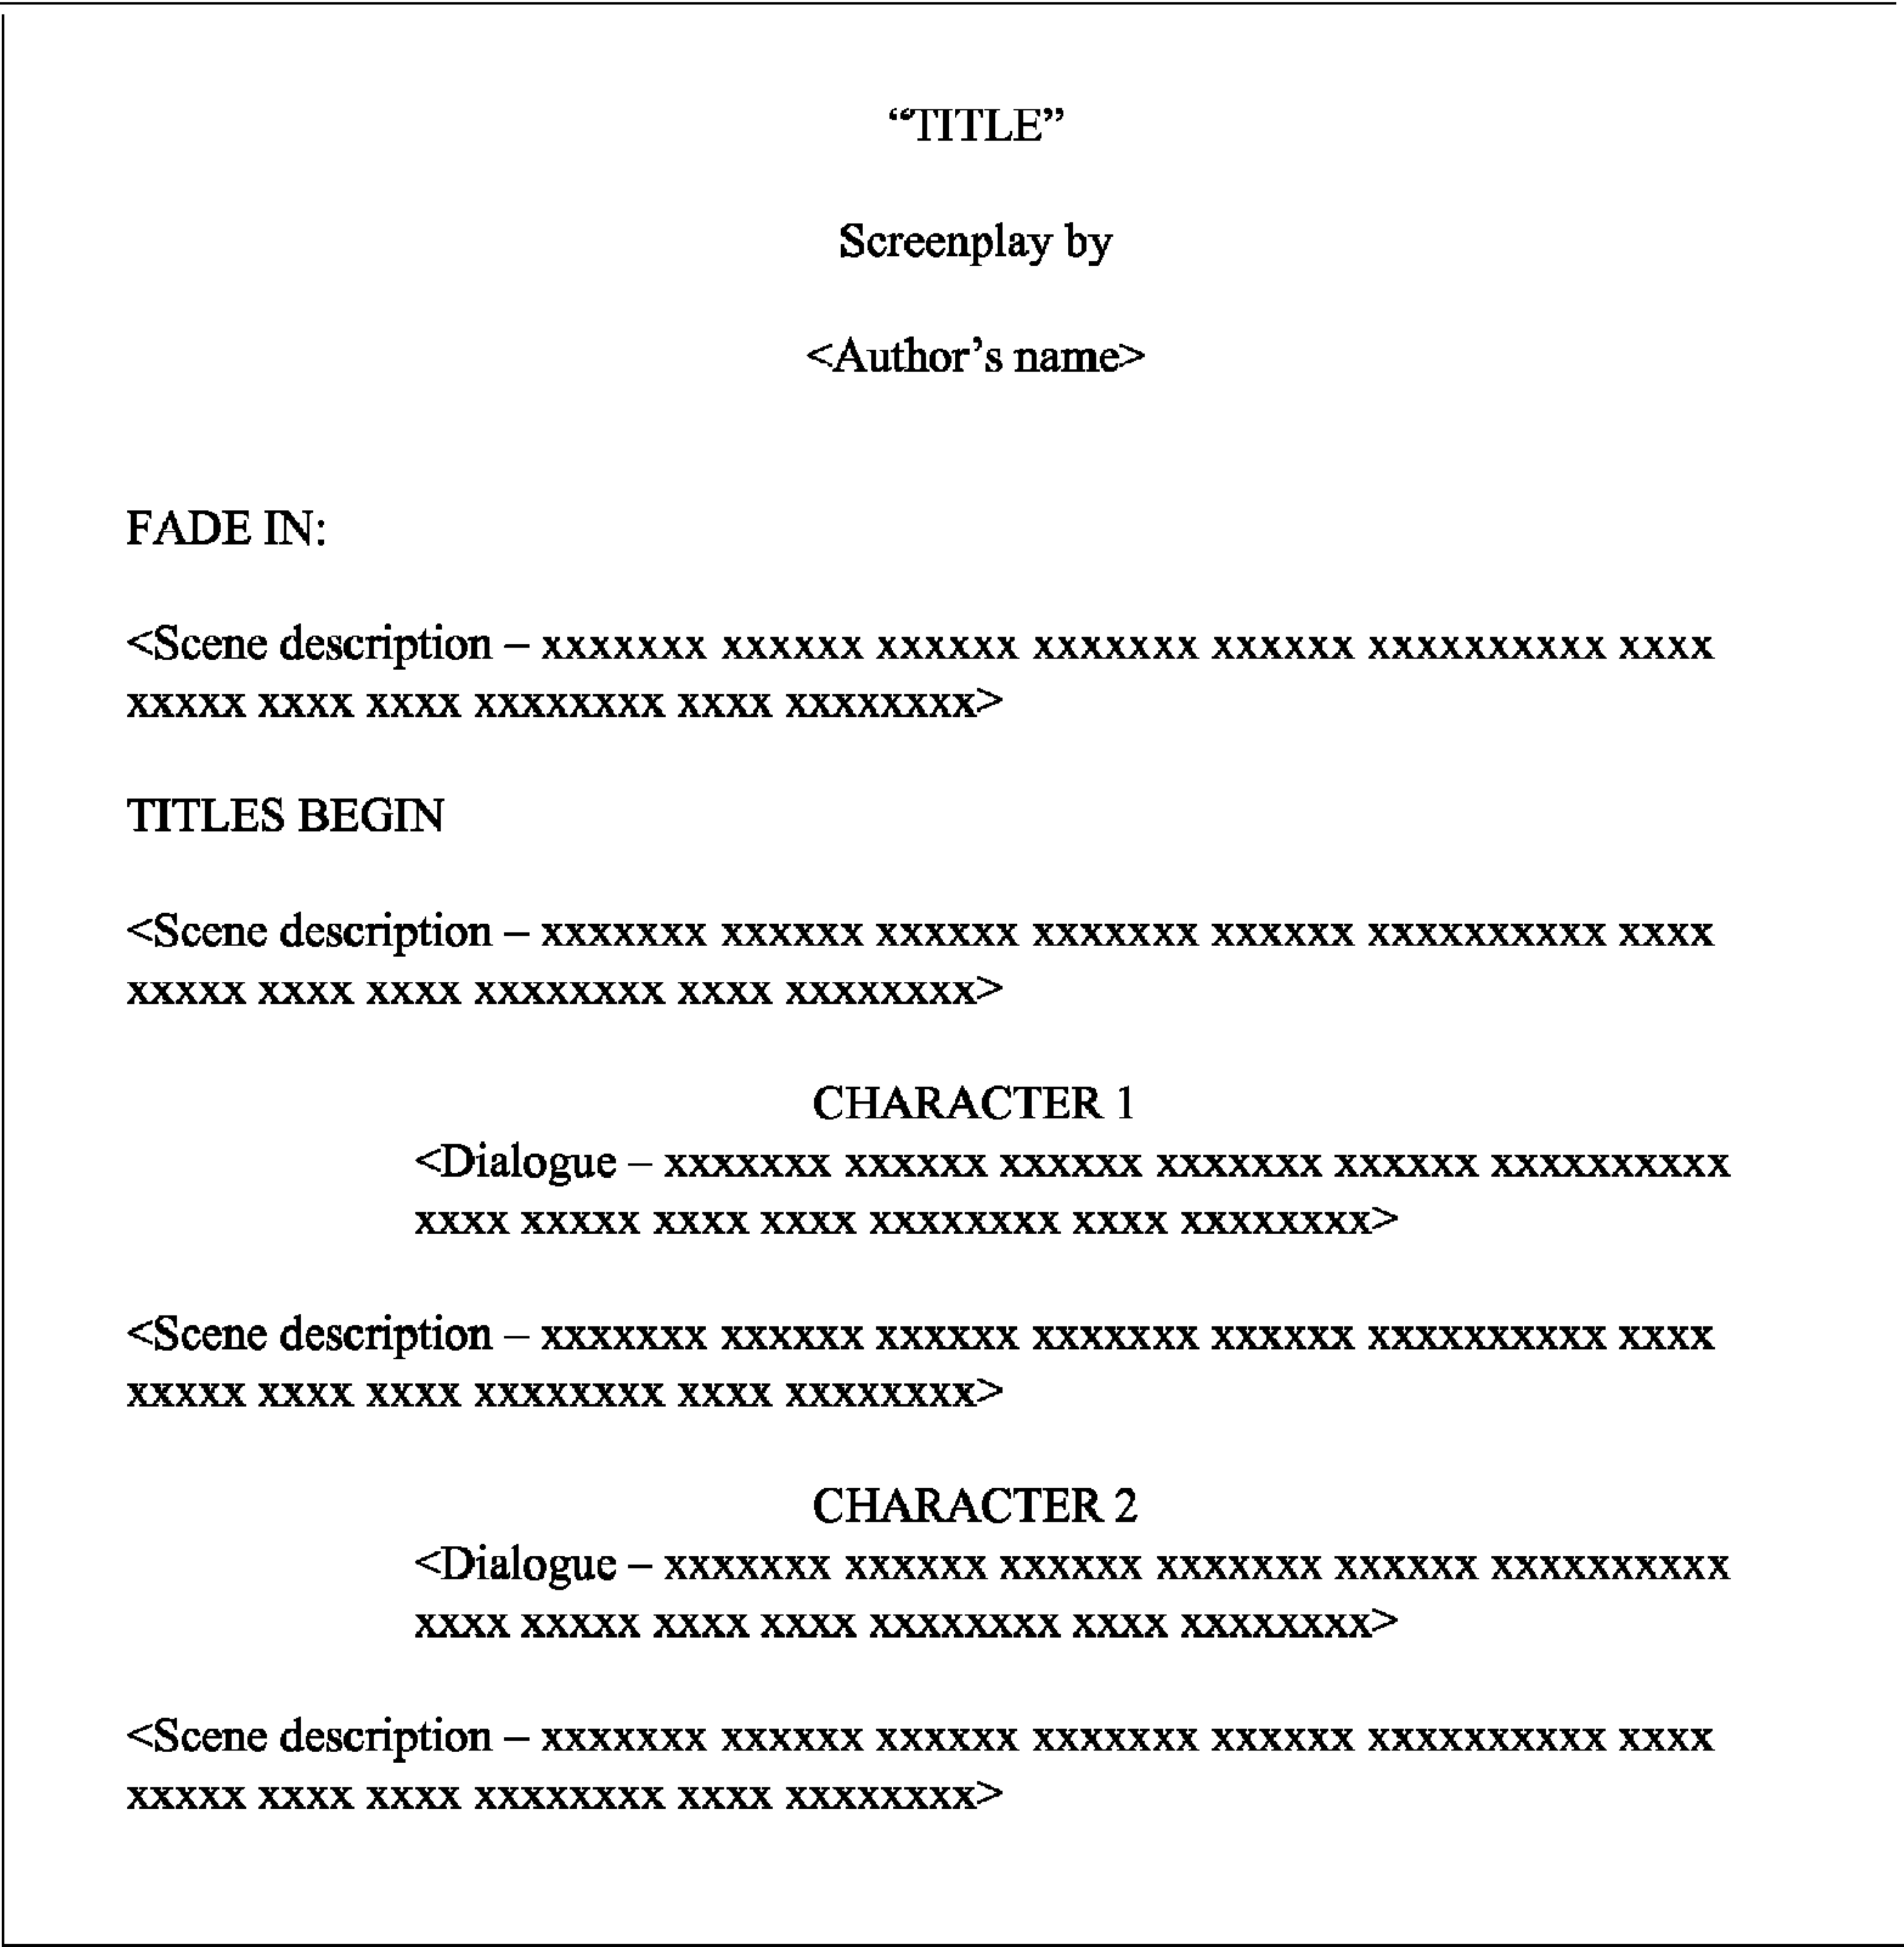 “TITLE”
Screenplay by
<Author’s name>
FADE IN:
<Scene description – xxxxxxx xxxxxx xxxxxx xxxxxxx xxxxxx xxxxxxxxxx xxxx
xxxxx xxxx xxxx xxxxxxxx xxxx xxxxxxxx>
TITLES BEGIN
<Scene description – xxxxxxx xxxxxx xxxxxx xxxxxxx xxxxxx xxxxxxxxxx xxxx
xxxxx xxxx xxxx xxxxxxxx xxxx xxxxxxxx>
CHARACTER 1
<Dialogue – xxxxxxx xxxxxx xxxxxx xxxxxxx xxxxxx xxxxxxxxxx
xxxx xxxxx xxxx xxxx xxxxxxxx xxxx xxxxxxxx>
<Scene description – xxxxxxx xxxxxx xxxxxx xxxxxxx xxxxxx xxxxxxxxxx xxxx
xxxxx xxxx xxxx xxxxxxxx xxxx xxxxxxxx>
CHARACTER 2
<Dialogue – xxxxxxx xxxxxx xxxxxx xxxxxxx xxxxxx xxxxxxxxxx
xxxx xxxxx xxxx xxxx xxxxxxxx xxxx xxxxxxxx>
<Scene description – xxxxxxx xxxxxx xxxxxx xxxxxxx xxxxxx xxxxxxxxxx xxxx
xxxxx xxxx xxxx xxxxxxxx xxxx xxxxxxxx>